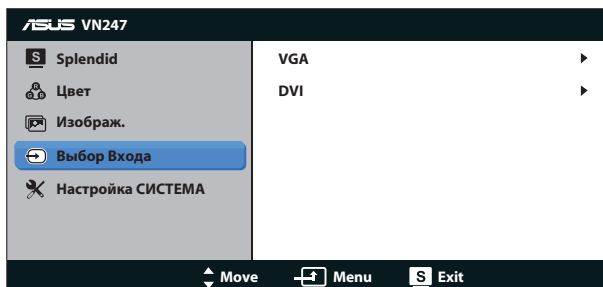 ASUS VN247
S Splendid
VGA
Цвет
DVI
Изображ.
Выбор Входа
Настройка СИСТЕМА
Move Menu S Exit